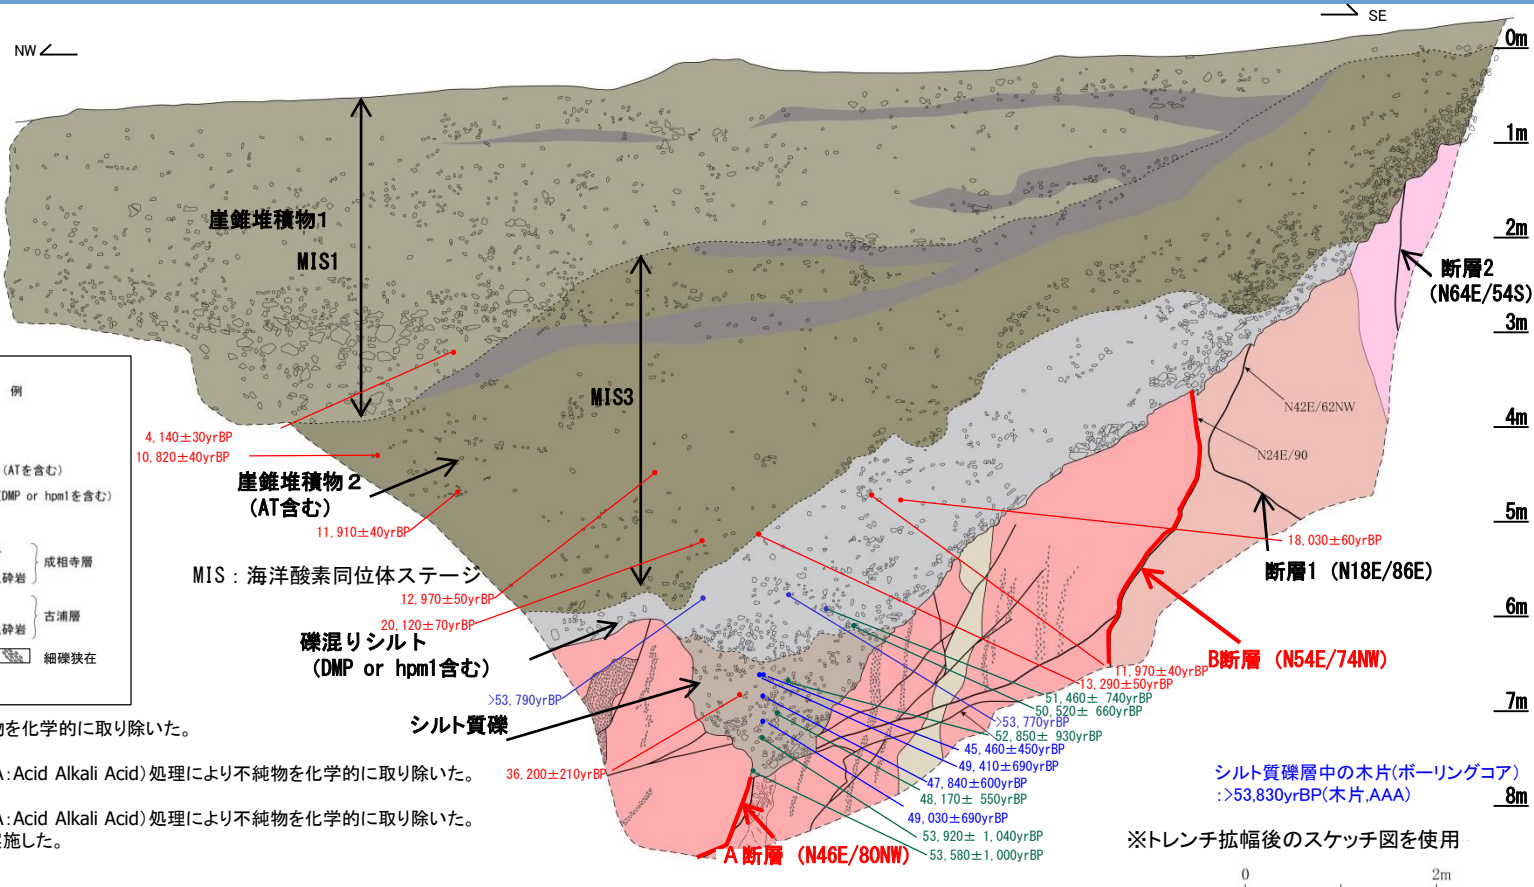 NW
SE
0m
1m
2m
3m
4m
5m
6m
7m
8m
崖錐堆積物1
MIS1
MIS3
断層2
(N64E/54S)
例
(ATを含む)
(DMP or hpm1を含む)
砕岩
成相寺層
砕岩
古浦層
細礫狭在
4,140±30yrBP
10,820±40yrBP
崖錐堆積物2
(AT含む)
11,910±40yrBP
MIS：海洋酸素同位体ステージ
12,970±50yrBP
20,120±70yrBP
礫混りシルト
(DMP or hpm1含む)
>53,790yrBP
シルト質礫
36,200±210yrBP
N42E/62NW
N24E/90
18,030±60yrBP
断層1 (N18E/86E)
B断層 (N54E/74NW)
11,970±40yrBP
13,290±50yrBP
51,460± 740yrBP
50,520± 660yrBP
>53,770yrBP
52,850± 930yrBP
45,460±450yrBP
49,410±690yrBP
47,840±600yrBP
48,170± 550yrBP
49,030±690yrBP
53,920± 1,040yrBP
53,580±1,000yrBP
A断層 (N46E/80NW)
物を化学的に取り除いた。
A:Acid Alkali Acid)処理により不純物を化学的に取り除いた。
A:Acid Alkali Acid)処理により不純物を化学的に取り除いた。
施した。
シルト質礫層中の木片(ボーリングコア)
:>53,830yrBP(木片,AAA)
※トレンチ拡幅後のスケッチ図を使用
0
2m